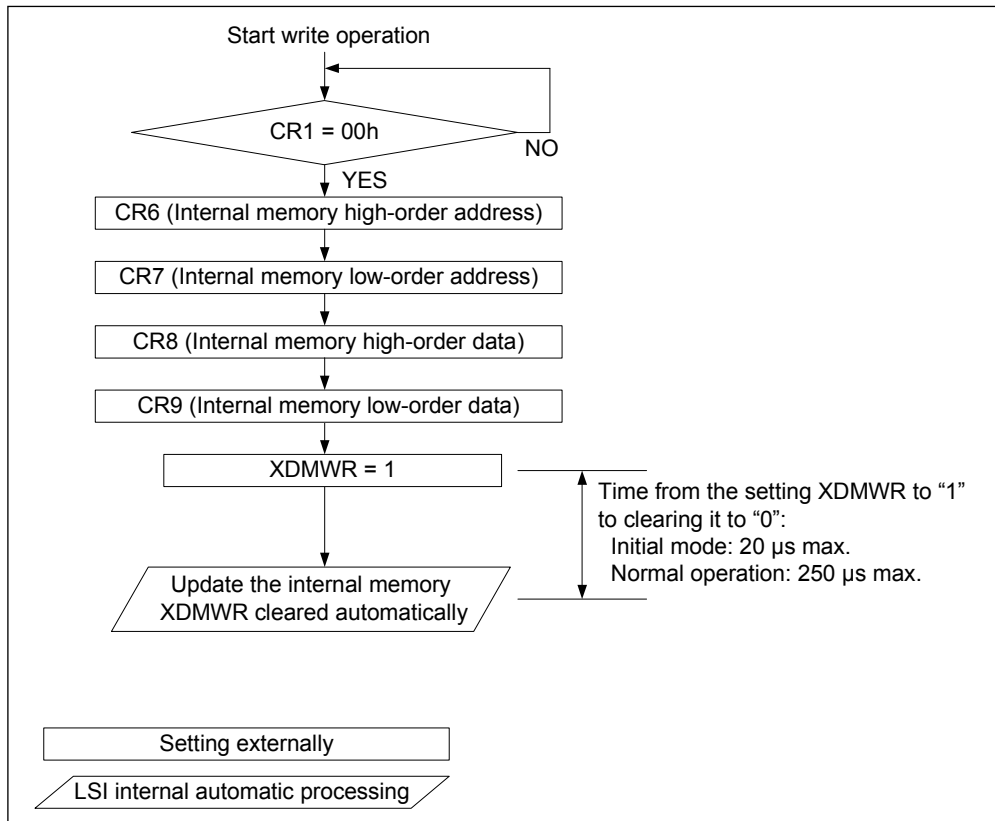 Start write operation
CR1 = 00h
NO
YES
CR6 (Internal memory high-order address)
CR7 (Internal memory low-order address)
CR8 (Internal memory high-order data)
CR9 (Internal memory low-order data)
XDMWR = 1
Time from the setting XDMWR to “1”
to clearing it to “0”:
Initial mode: 20 µs max.
Normal operation: 250 µs max.
Update the internal memory
XDMWR cleared automatically
Setting externally
LSI internal automatic processing